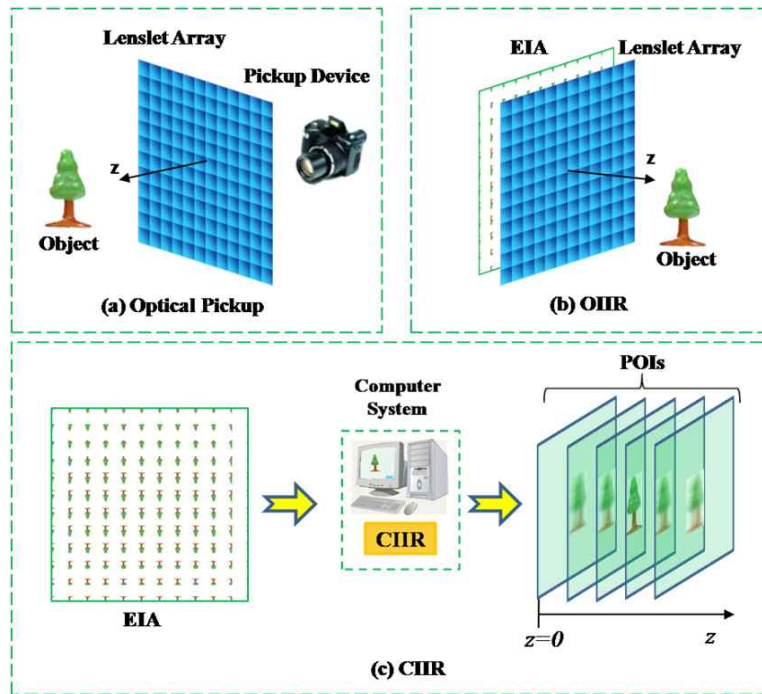 Lenslet Array
Pickup Device
z
Object
(a) Optical Pickup
EIA
Lenslet Array
z
Object
(b) OIIR
POIs
Computer
System
CIIR
EIA
z=0
z
(c) CIIR